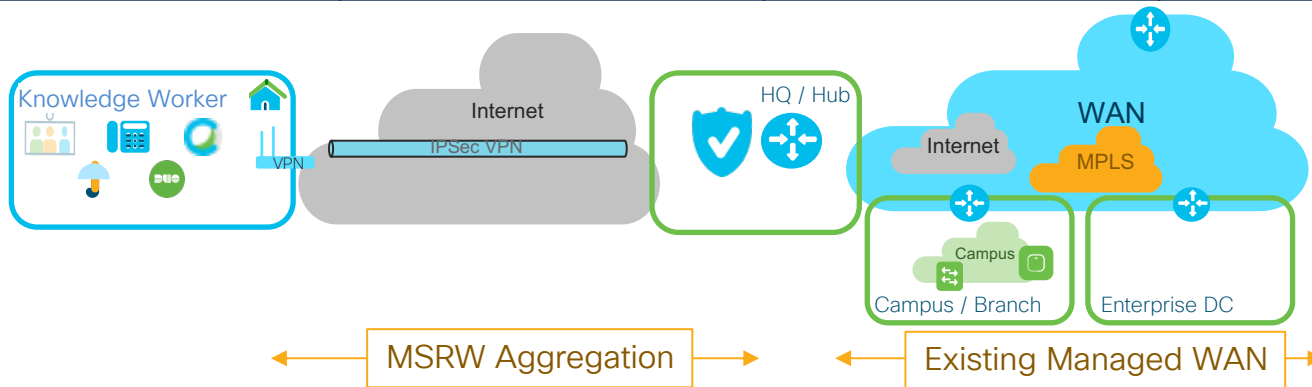 Knowledge Worker
DUO
VPN
Internet
IPSec VPN
HQ / Hub
WAN
Internet
MPLS
Campus
Campus / Branch
Enterprise DC
MSRW Aggregation
Existing Managed WAN